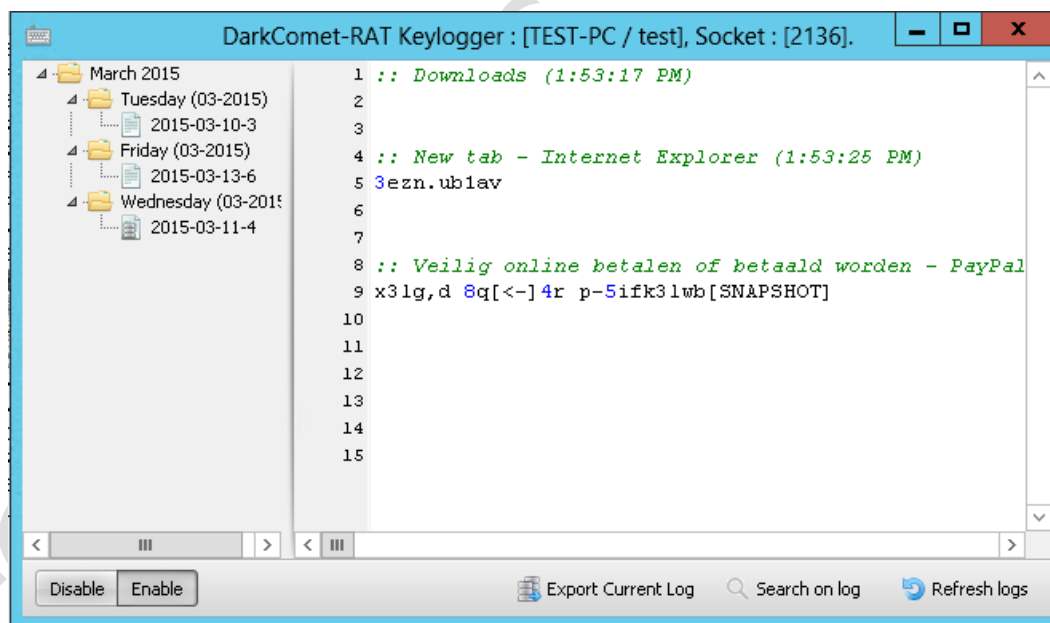 DarkComet-RAT Keylogger : [TEST-PC / test], Socket : [2136].
March 2015
Tuesday (03-2015)
2015-03-10-3
Friday (03-2015)
2015-03-13-6
Wednesday (03-2015
2015-03-11-4
1 :: Downloads (1:53:17 PM)
2
3
4 :: New tab - Internet Explorer (1:53:25 PM)
5 3ezn.ub1av
6
7
8 :: Veilig online betalen of betaald worden - PayPal
9 x3lg,d 8q[<-]4r p-5ifk3lwb[SNAPSHOT]
10
11
12
13
14
15
Disable
Enable
Export Current Log
Search on log
Refresh logs